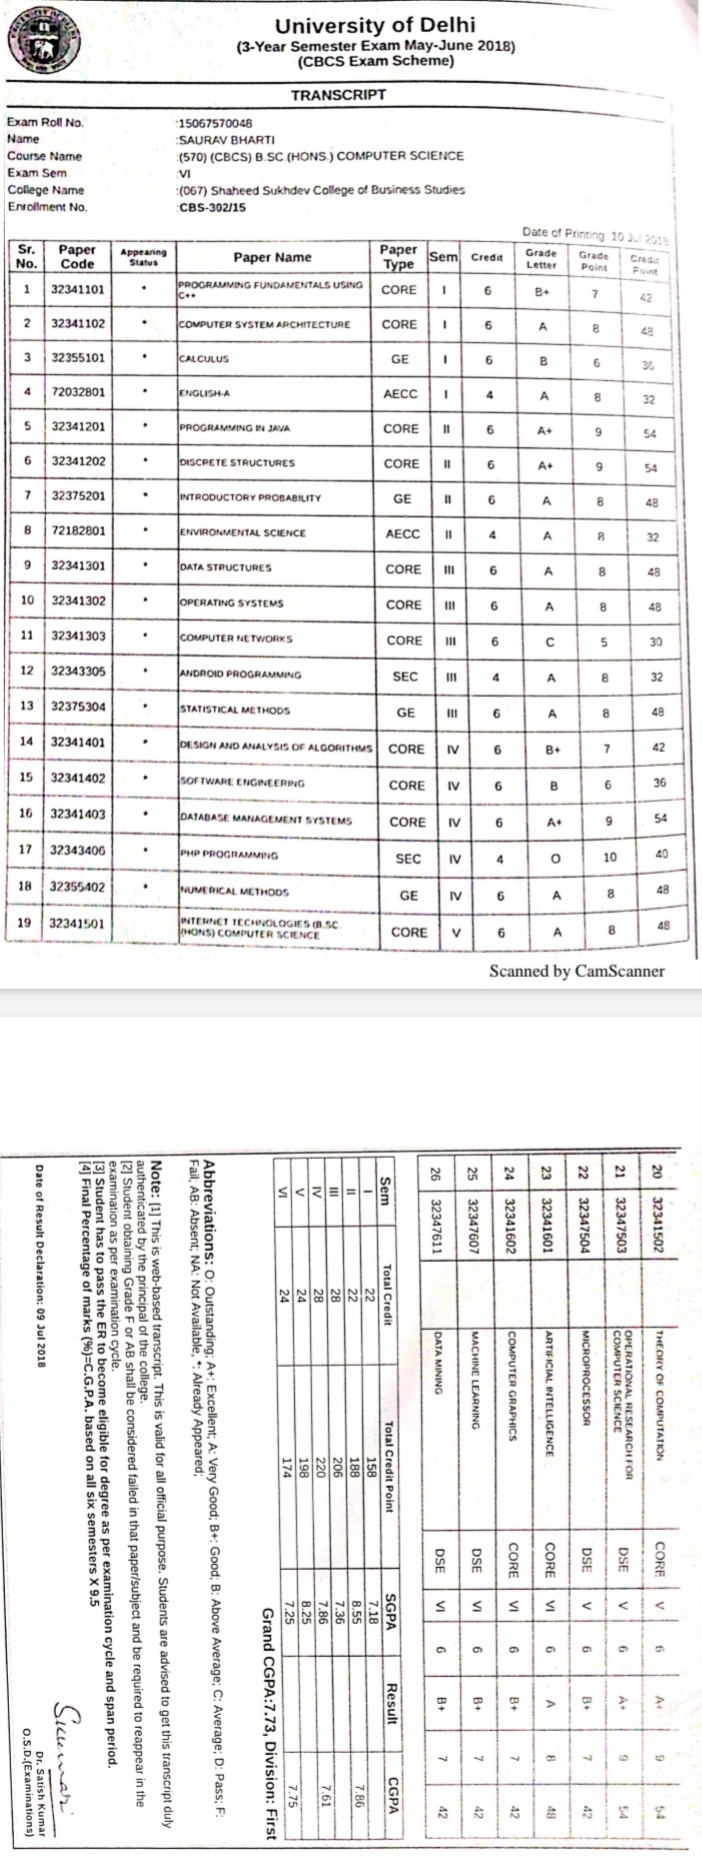 University of Delhi
(3-Year Semester Exam May-June 2018)
(CBCS Exam Scheme)
TRANSCRIPT
Exam Roll No. :15067570048
Name :SAURAV BHARTI
Course Name :(570) (CBCS) B.SC (HONS.) COMPUTER SCIENCE
Exam Sem :VI
College Name :(067) Shaheed Sukhdev College of Business Studies
Enrollment No. :CBS-302/15
Date of Printing 10 Jul 2018
Sr. No. Paper Code Appearing Status Paper Name Paper Type Sem Credit Grade Letter Grade Point Credit Point
1 32341101 * PROGRAMMING FUNDAMENTALS USING C++ CORE I 6 B+ 7 42
2 32341102 * COMPUTER SYSTEM ARCHITECTURE CORE I 6 A 8 48
3 32355101 * CALCULUS GE I 6 B 6 36
4 72032801 * ENGLISH-A AECC I 4 A 8 32
5 32341201 * PROGRAMMING IN JAVA CORE II 6 A+ 9 54
6 32341202 * DISCRETE STRUCTURES CORE II 6 A+ 9 54
7 32375201 * INTRODUCTORY PROBABILITY GE II 6 A 8 48
8 72182801 * ENVIRONMENTAL SCIENCE AECC II 4 A 8 32
9 32341301 * DATA STRUCTURES CORE III 6 A 8 48
10 32341302 * OPERATING SYSTEMS CORE III 6 A 8 48
11 32341303 * COMPUTER NETWORKS CORE III 6 C 5 30
12 32343305 * ANDROID PROGRAMMING SEC III 4 A 8 32
13 32375304 * STATISTICAL METHODS GE III 6 A 8 48
14 32341401 * DESIGN AND ANALYSIS OF ALGORITHMS CORE IV 6 B+ 7 42
15 32341402 * SOFTWARE ENGINEERING CORE IV 6 B 6 36
16 32341403 * DATABASE MANAGEMENT SYSTEMS CORE IV 6 A+ 9 54
17 32343406 * PHP PROGRAMMING SEC IV 4 O 10 40
18 32355402 * NUMERICAL METHODS GE IV 6 A 8 48
19 32341501 INTERNET TECHNOLOGIES (B.SC. (HONS) COMPUTER SCIENCE CORE V 6 A 8 48
Scanned by CamScanner
20 32341502 THEORY OF COMPUTATION CORE V 6 A+ 9 54
21 32347503 OPERATIONAL RESEARCH FOR COMPUTER SCIENCE DSE V 6 A+ 9 54
22 32347504 MICROPROCESSOR DSE V 6 B+ 7 42
23 32341601 ARTIFICIAL INTELLIGENCE CORE VI 6 A 8 48
24 32341602 COMPUTER GRAPHICS CORE VI 6 B+ 7 42
25 32347607 MACHINE LEARNING DSE VI 6 B+ 7 42
26 32347611 DATA MINING DSE VI 6 B+ 7 42
Sem Total Credit Total Credit Point SGPA Result CGPA
I 22 158 7.18
II 22 188 8.55 7.86
III 28 206 7.36
IV 28 220 7.86 7.61
V 24 198 8.25
VI 24 174 7.25 7.75
Grand CGPA:7.73, Division: First
Abbreviations: O: Outstanding; A+: Excellent; A: Very Good; B+: Good; B: Above Average; C: Average; D: Pass; F:
Fail, AB: Absent, NA: Not Available, *: Already Appeared;
Note: [1] This is web-based transcript. This is valid for all official purpose. Students are advised to get this transcript duly
authenticated by the principal of the college.
[2] Student obtaining Grade F or AB shall be considered failed in that paper/subject and be required to reappear in the
examination as per examination cycle.
[3] Student has to pass the ER to become eligible for degree as per examination cycle and span period.
[4] Final Percentage of marks (%)=C.G.P.A. based on all six semesters X 9.5
Date of Result Declaration: 09 Jul 2018
Dr. Satish Kumar
O.S.D.(Examinations)